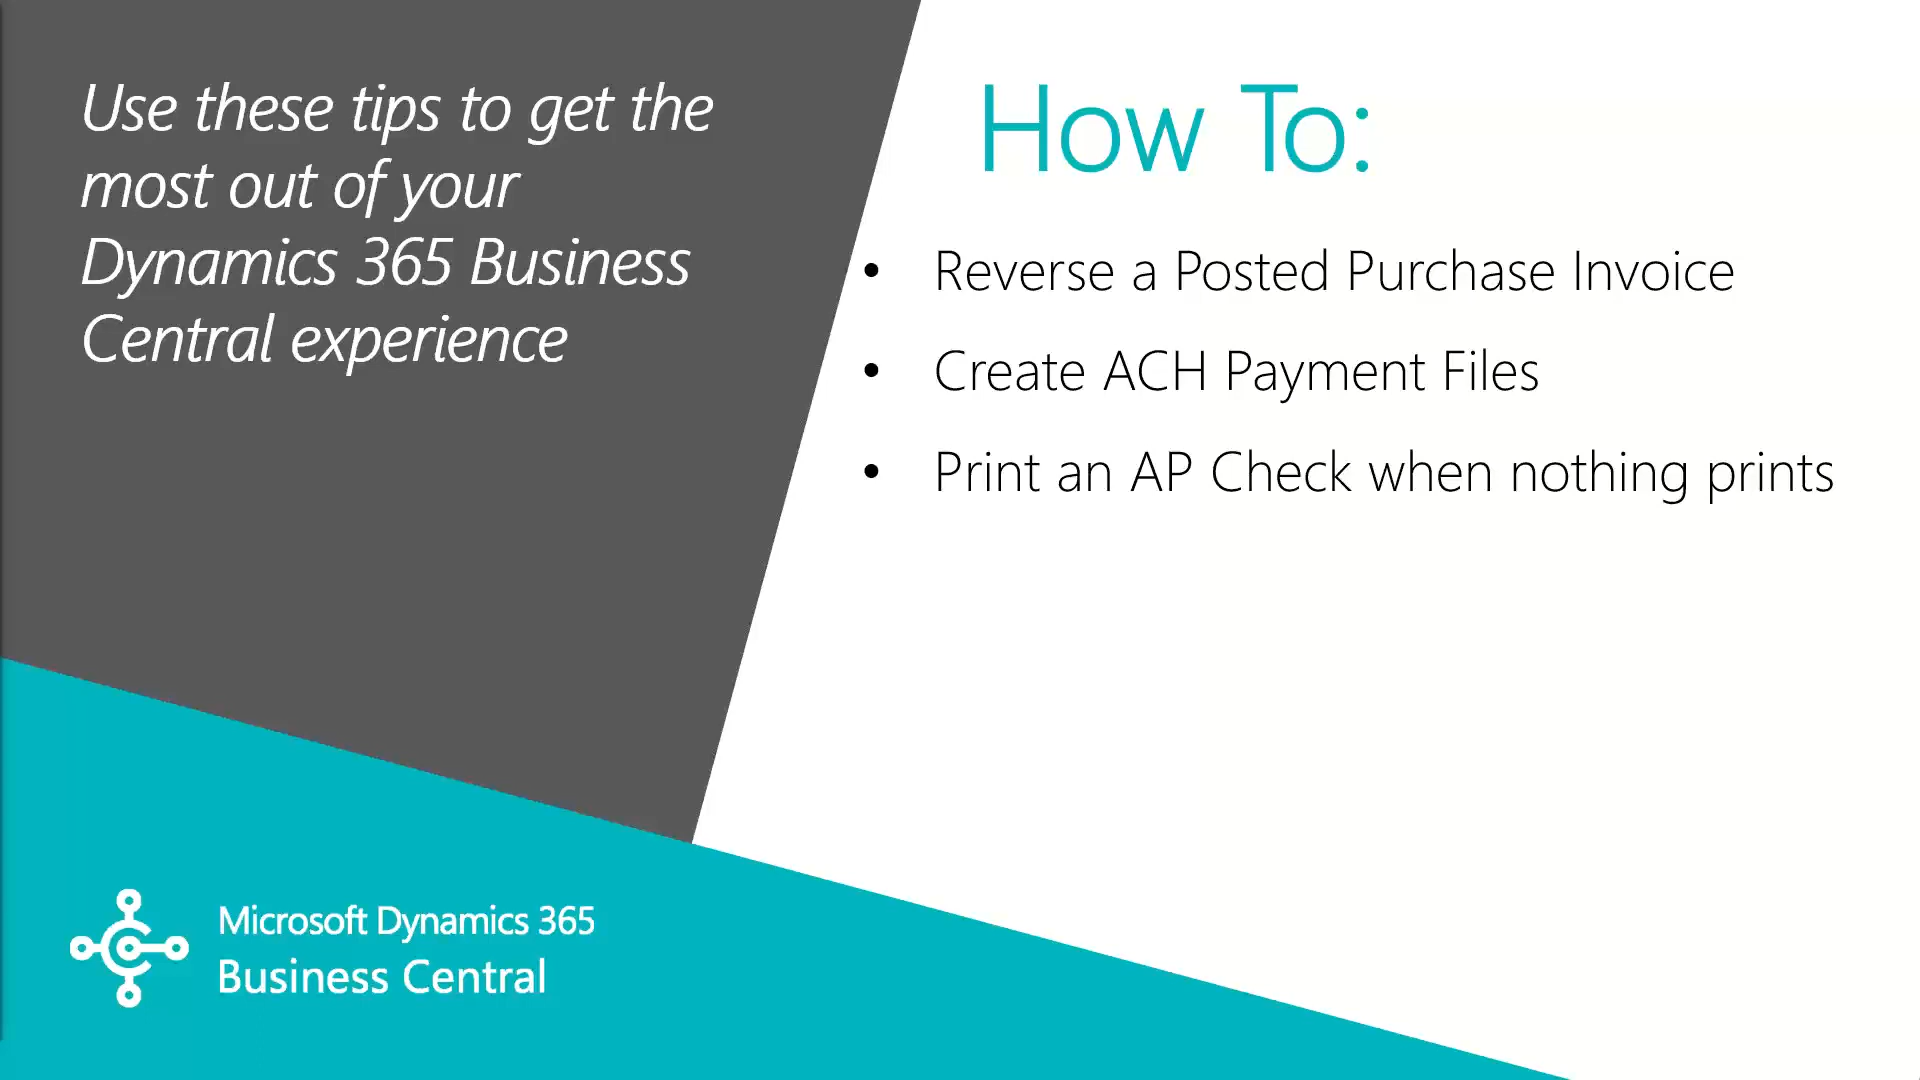 Use these tips to get the
most out of your
Dynamics 365 Business
Central experience
How To:
• Reverse a Posted Purchase Invoice
• Create ACH Payment Files
• Print an AP Check when nothing prints
Microsoft Dynamics 365
Business Central